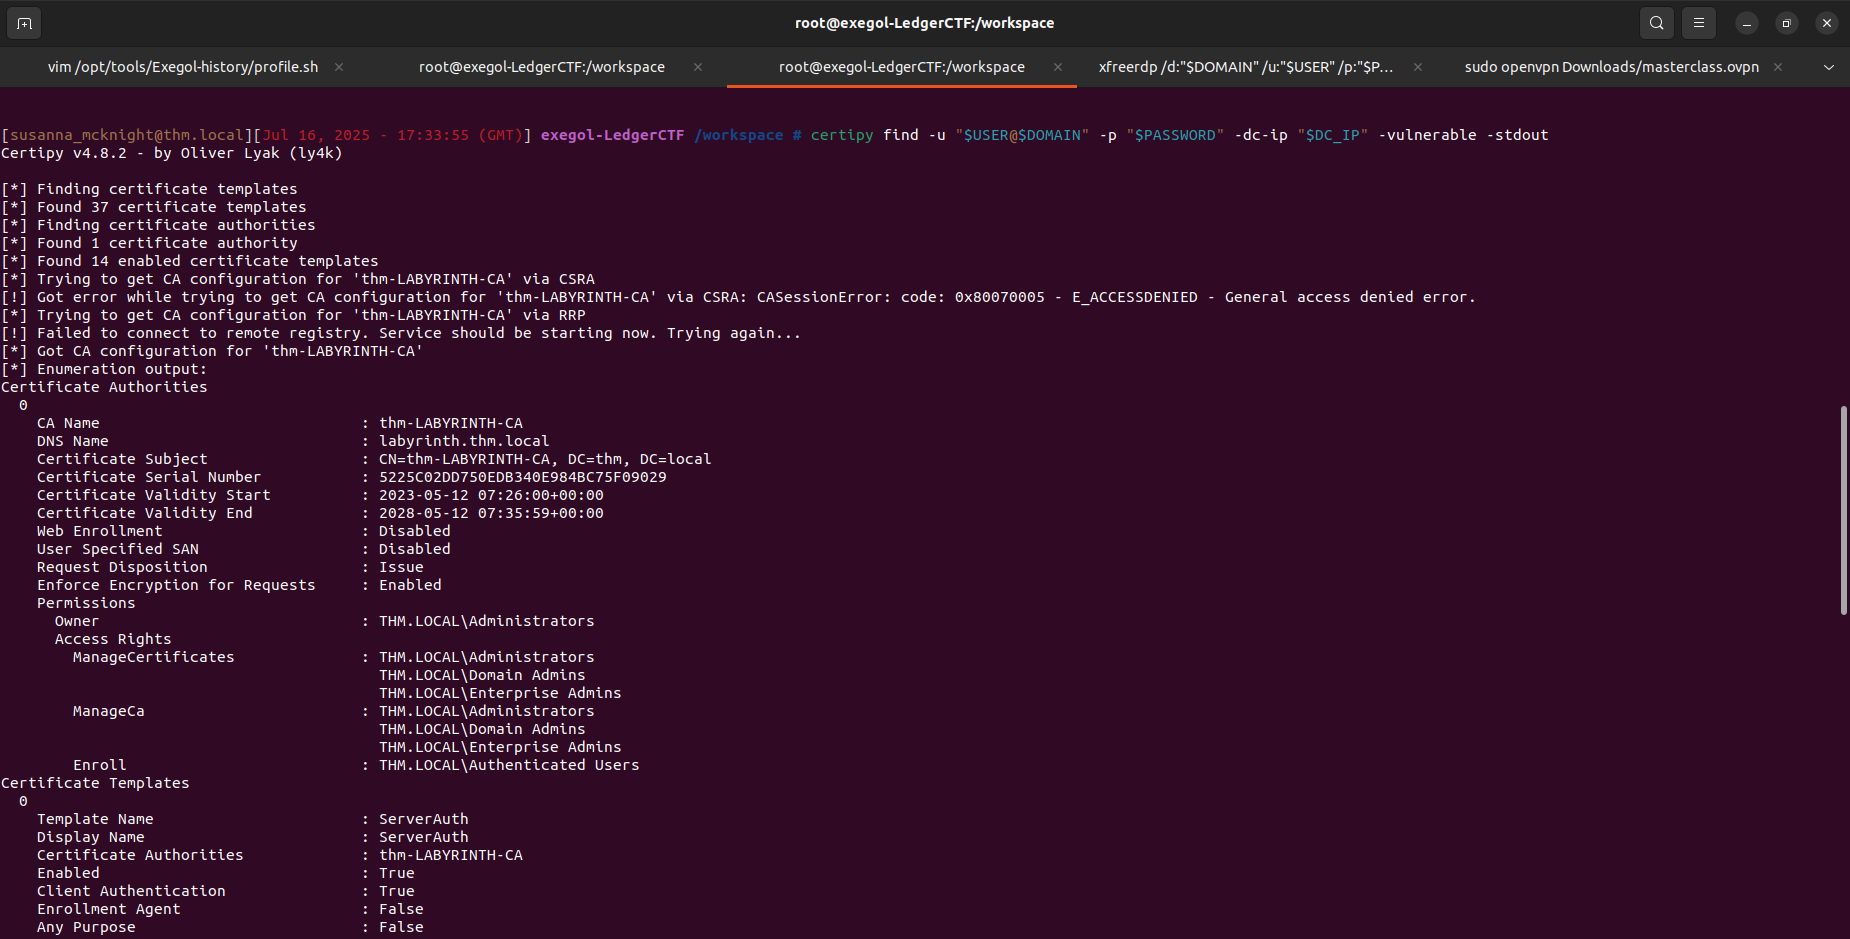 root@exegol-LedgerCTF:/workspace
vim /opt/tools/Exegol-history/profile.sh
root@exegol-LedgerCTF:/workspace
root@exegol-LedgerCTF:/workspace
xfreerdp /d:"$DOMAIN" /u:"$USER" /p:"$P...
sudo openvpn Downloads/masterclass.ovpn
[susanna_mcknight@thm.local][Jul 16, 2025 - 17:33:55 (GMT)] exegol-LedgerCTF /workspace # certipy find -u "$USER@$DOMAIN" -p "$PASSWORD" -dc-ip "$DC_IP" -vulnerable -stdout
Certipy v4.8.2 - by Oliver Lyak (ly4k)
[*] Finding certificate templates
[*] Found 37 certificate templates
[*] Finding certificate authorities
[*] Found 1 certificate authority
[*] Found 14 enabled certificate templates
[*] Trying to get CA configuration for 'thm-LABYRINTH-CA' via CSRA
[!] Got error while trying to get CA configuration for 'thm-LABYRINTH-CA' via CSRA: CASessionError: code: 0x80070005 - E_ACCESSDENIED - General access denied error.
[*] Trying to get CA configuration for 'thm-LABYRINTH-CA' via RRP
[!] Failed to connect to remote registry. Service should be starting now. Trying again...
[*] Got CA configuration for 'thm-LABYRINTH-CA'
[*] Enumeration output:
Certificate Authorities
0
CA Name : thm-LABYRINTH-CA
DNS Name : labyrinth.thm.local
Certificate Subject : CN=thm-LABYRINTH-CA, DC=thm, DC=local
Certificate Serial Number : 5225C02DD750EDB340E984BC75F09029
Certificate Validity Start : 2023-05-12 07:26:00+00:00
Certificate Validity End : 2028-05-12 07:35:59+00:00
Web Enrollment : Disabled
User Specified SAN : Disabled
Request Disposition : Issue
Enforce Encryption for Requests : Enabled
Permissions
Owner : THM.LOCAL\Administrators
Access Rights
ManageCertificates : THM.LOCAL\Administrators
THM.LOCAL\Domain Admins
THM.LOCAL\Enterprise Admins
ManageCa : THM.LOCAL\Administrators
THM.LOCAL\Domain Admins
THM.LOCAL\Enterprise Admins
Enroll : THM.LOCAL\Authenticated Users
Certificate Templates
0
Template Name : ServerAuth
Display Name : ServerAuth
Certificate Authorities : thm-LABYRINTH-CA
Enabled : True
Client Authentication : True
Enrollment Agent : False
Any Purpose : False